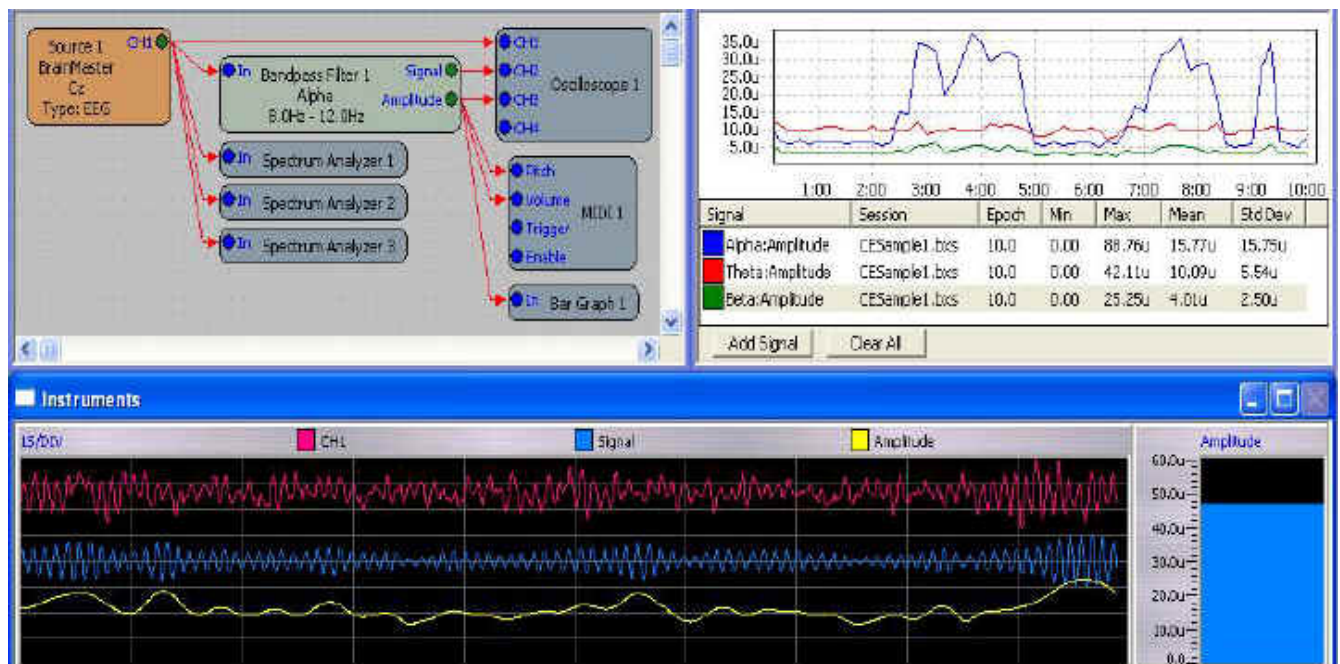 Source 1 CH1
BrainMaster
Cz
Type: EEG
In Bandpass Filter 1 Signal
Alpha Amplitude
8.0Hz - 12.0Hz
In Spectrum Analyzer 1
In Spectrum Analyzer 2
In Spectrum Analyzer 3
CH1
CH2
Oscilloscope 1
CH3
CH4
Pitch
Volume
MIDI 1
Trigger
Enable
In Bar Graph 1
35.0u
30.0u
25.0u
20.0u
15.0u
10.0u
5.0u
1:00 2:00 3:00 4:00 5:00 6:00 7:00 8:00 9:00 10:00
Signal Session Epoch Min Max Mean StdDev
Alpha:Amplitude CESample1.bxs 10.0 0.00 88.76u 15.77u 15.75u
Theta:Amplitude CESample1.bxs 10.0 0.00 42.11u 10.09u 5.54u
Beta:Amplitude CESample1.bxs 10.0 0.00 25.25u 4.01u 2.50u
Add Signal Clear All
Instruments
1S/DIV CH1 Signal Amplitude
Amplitude
60.0u
50.0u
40.0u
30.0u
20.0u
10.0u
0.0